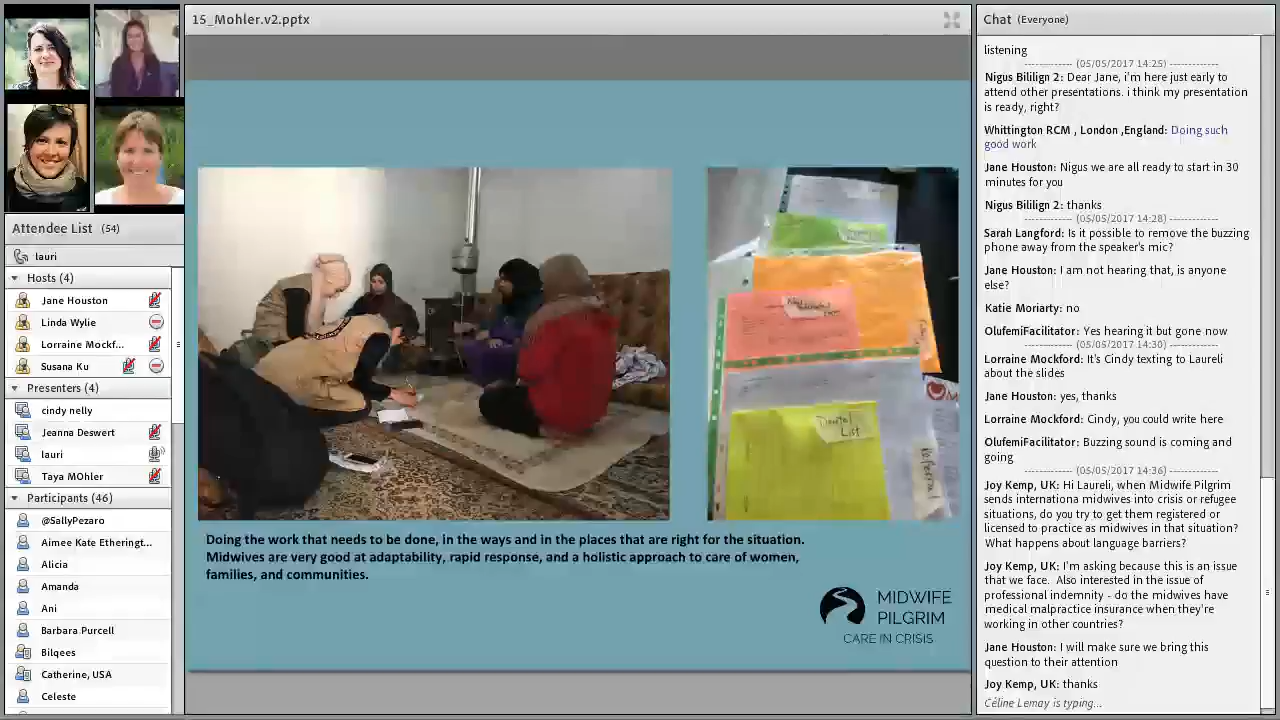 15_Mohler.v2.pptx
Attendee List (54)
lauri
Hosts (4)
Jane Houston
Linda Wylie
Lorraine Mockf...
Susana Ku
Presenters (4)
cindy nelly
Jeanna Deswert
lauri
Taya MOhler
Participants (46)
@SallyPezaro
Aimee Kate Etheringt...
Alicia
Amanda
Ani
Barbara Purcell
Bilqees
Catherine, USA
Celeste
Dental
List
Doing the work that needs to be done, in the ways and in the places that are right for the situation.
Midwives are very good at adaptability, rapid response, and a holistic approach to care of women,
families, and communities.
MIDWIFE
PILGRIM
CARE IN CRISIS
Chat (Everyone)
listening
------------ (05/05/2017 14:25) ------------
Nigus Bililign 2: Dear Jane, i'm here just early to
attend other presentations. i think my presentation
is ready, right?
Whittington RCM , London ,England: Doing such
good work
Jane Houston: Nigus we are all ready to start in 30
minutes for you
Nigus Bililign 2: thanks
------------ (05/05/2017 14:28) ------------
Sarah Langford: Is it possible to remove the buzzing
phone away from the speaker's mic?
Jane Houston: I am not hearing that, is anyone
else?
Katie Moriarty: no
OlufemiFacilitator: Yes hearing it but gone now
------------ (05/05/2017 14:30) ------------
Lorraine Mockford: It's Cindy texting to Laureli
about the slides
Jane Houston: yes, thanks
Lorraine Mockford: Cindy, you could write here
OlufemiFacilitator: Buzzing sound is coming and
going
------------ (05/05/2017 14:36) ------------
Joy Kemp, UK: Hi Laureli, when Midwife Pilgrim
sends internationa midwives into crisis or refugee
situations, do you try to get them registered or
licensed to practice as midwives in that situation?
What happens about language barriers?
Joy Kemp, UK: I'm asking because this is an issue
that we face.  Also interested in the issue of
professional indemnity - do the midwives have
medical malpractice insurance when they're
working in other countries?
Jane Houston: I will make sure we bring this
question to their attention
Joy Kemp, UK: thanks
Céline Lemay is typing...